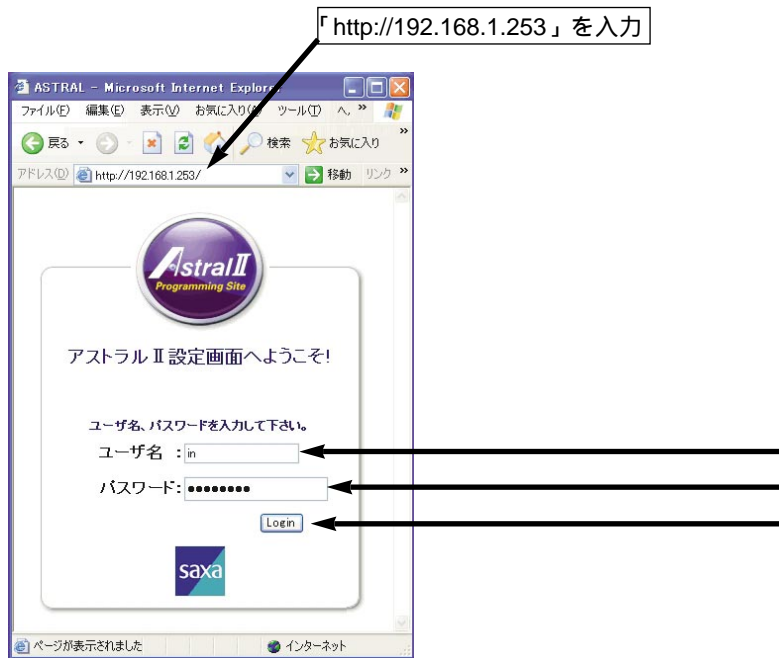 「http://192.168.1.253」を入力
ASTRAL - Microsoft Internet Explorer
ファイル(F) 編集(E) 表示(V) お気に入り(A) ツール(T) ヘ, »
戻る 検索 お気に入り »
アドレス(D) http://192.168.1.253/ 移動 リンク »
AstralⅡ
Programming Site
アストラルⅡ設定画面へようこそ!
ユーザ名、パスワードを入力して下さい。
ユーザ名 :in
パスワード:●●●●●●●●
Login
saxa
ページが表示されました インターネット